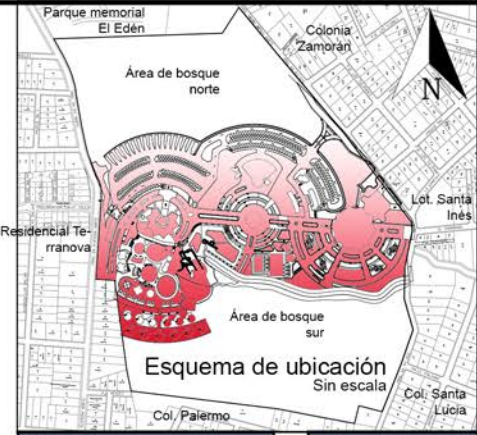 Parque memorial
El Edén
Colonia
Zamorán
Área de bosque
norte
N
Lot. Santa
Inés
Residencial Te-
rranova
Área de bosque
sur
Esquema de ubicación
Sin escala
Col. Santa
Lucia
Col. Palermo